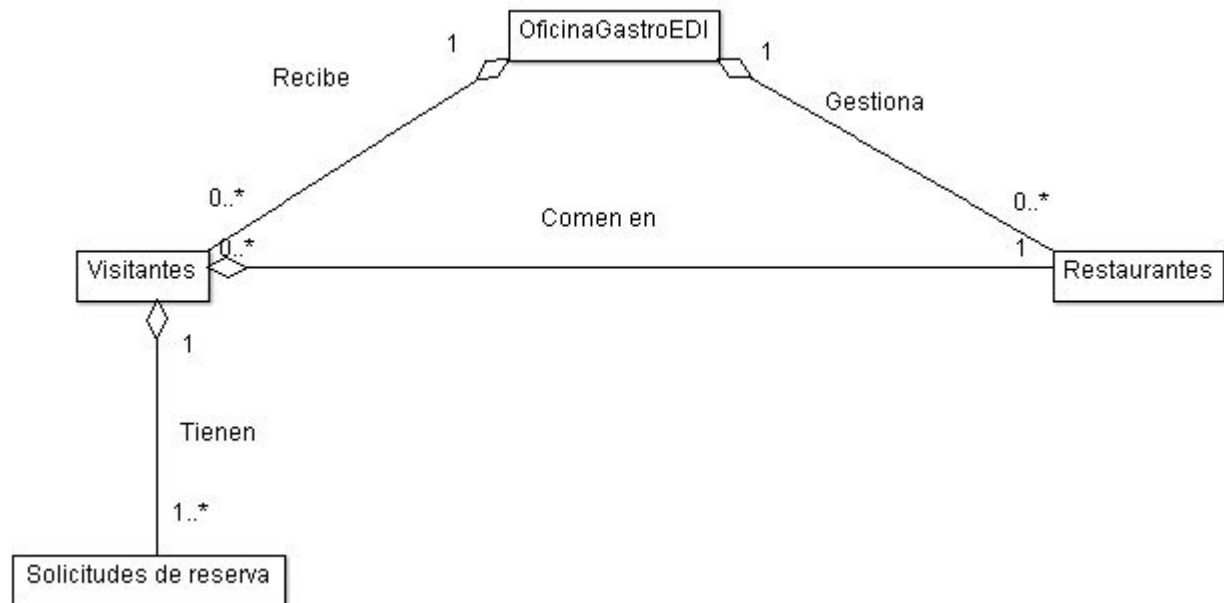 OficinaGastroEDI
1
1
Recibe
Gestiona
0..*
0..*
Comen en
0..*
1
Visitantes
Restaurantes
1
Tienen
1..*
Solicitudes de reserva